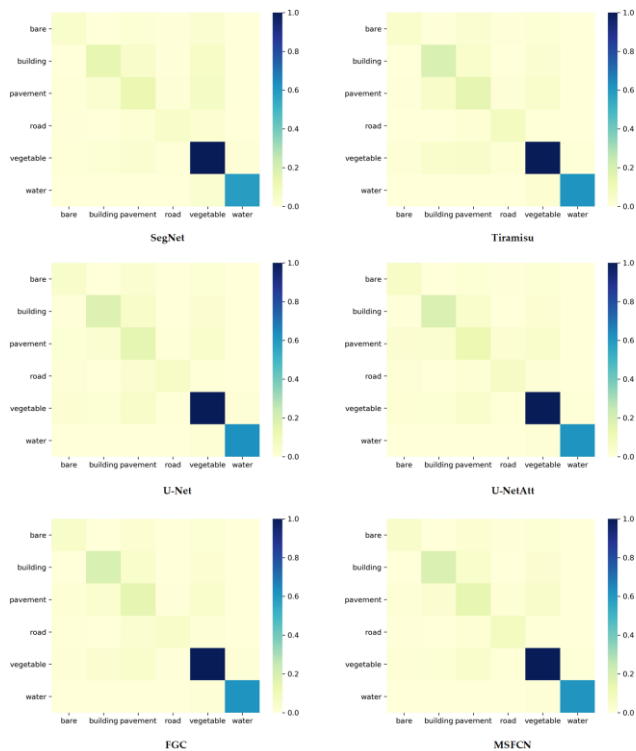 bare
building
pavement
road
vegetable
water
bare building pavement road vegetable water
1.0
0.8
0.6
0.4
0.2
0.0
SegNet
bare
building
pavement
road
vegetable
water
bare building pavement road vegetable water
1.0
0.8
0.6
0.4
0.2
0.0
Tiramisu
bare
building
pavement
road
vegetable
water
bare building pavement road vegetable water
1.0
0.8
0.6
0.4
0.2
0.0
U-Net
bare
building
pavement
road
vegetable
water
bare building pavement road vegetable water
1.0
0.8
0.6
0.4
0.2
0.0
U-NetAtt
bare
building
pavement
road
vegetable
water
bare building pavement road vegetable water
1.0
0.8
0.6
0.4
0.2
0.0
FGC
bare
building
pavement
road
vegetable
water
bare building pavement road vegetable water
1.0
0.8
0.6
0.4
0.2
0.0
MSFCN